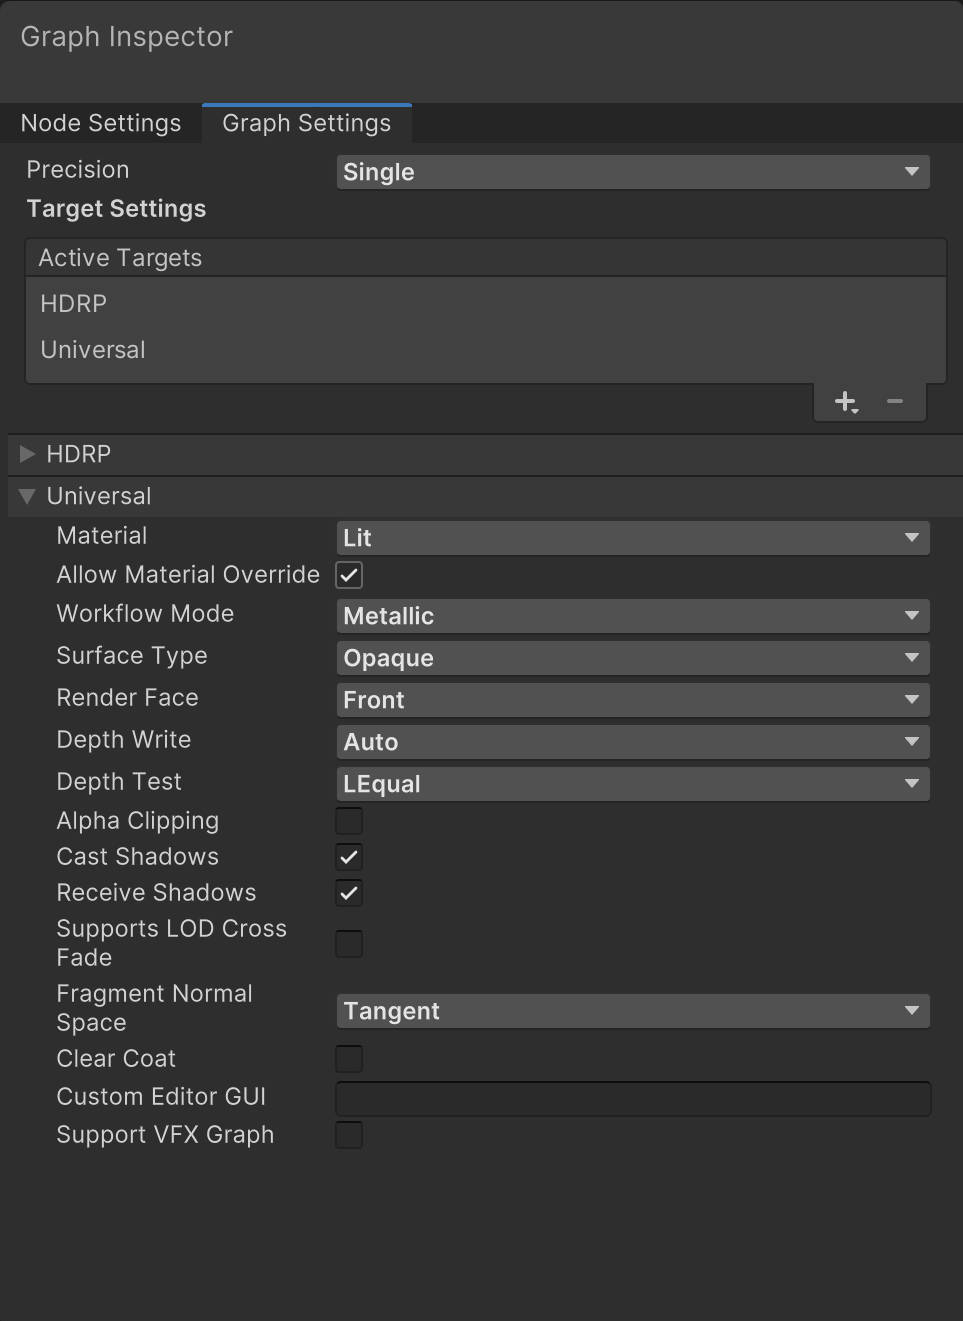 Graph Inspector
Node Settings
Graph Settings
Precision
Single
Target Settings
Active Targets
HDRP
Universal
HDRP
Universal
Material
Lit
Allow Material Override
Workflow Mode
Metallic
Surface Type
Opaque
Render Face
Front
Depth Write
Auto
Depth Test
LEqual
Alpha Clipping
Cast Shadows
Receive Shadows
Supports LOD Cross
Fade
Fragment Normal
Space
Tangent
Clear Coat
Custom Editor GUI
Support VFX Graph